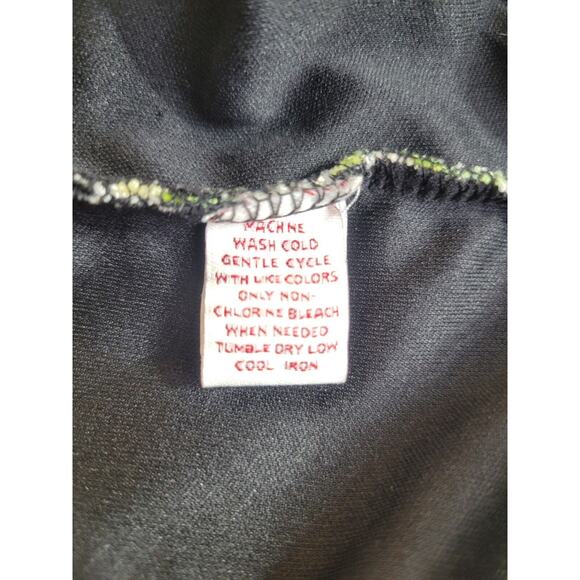 MACHINE
WASH COLD
GENTLE CYCLE
WITH LIKE COLORS
ONLY NON-
CHLORINE BLEACH
WHEN NEEDED
TUMBLE DRY LOW
COOL IRON